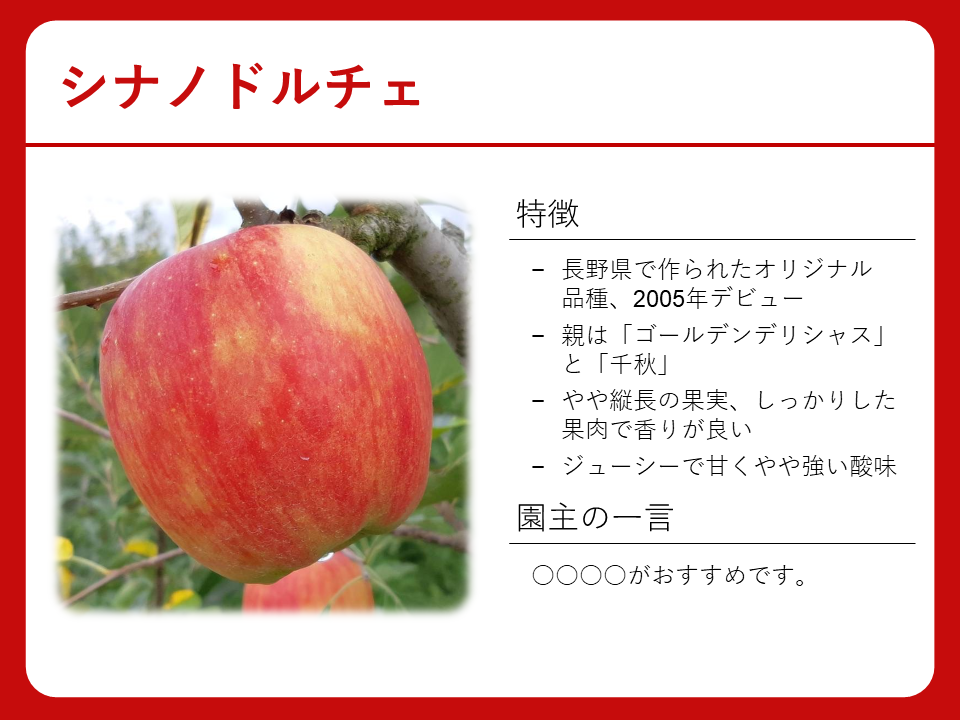 シナノドルチェ
特徴
– 長野県で作られたオリジナル
品種、2005年デビュー
– 親は「ゴールデンデリシャス」
と「千秋」
– やや縦長の果実、しっかりした
果肉で香りが良い
– ジューシーで甘くやや強い酸味
園主の一言
〇〇〇〇がおすすめです。